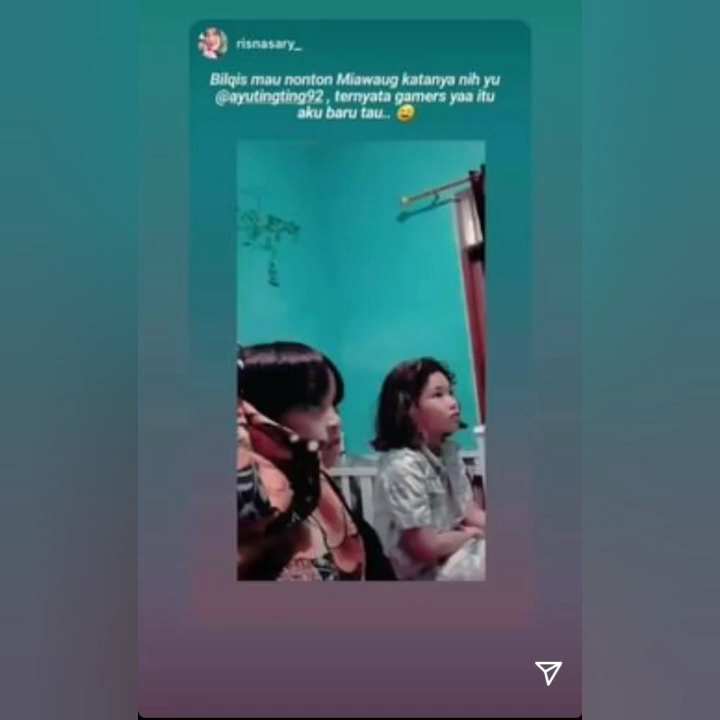 risnasary_
Bilqis mau nonton Miawaug katanya nih yu
@ayutingting92 , ternyata gamers yaa itu
aku baru tau.. 😅